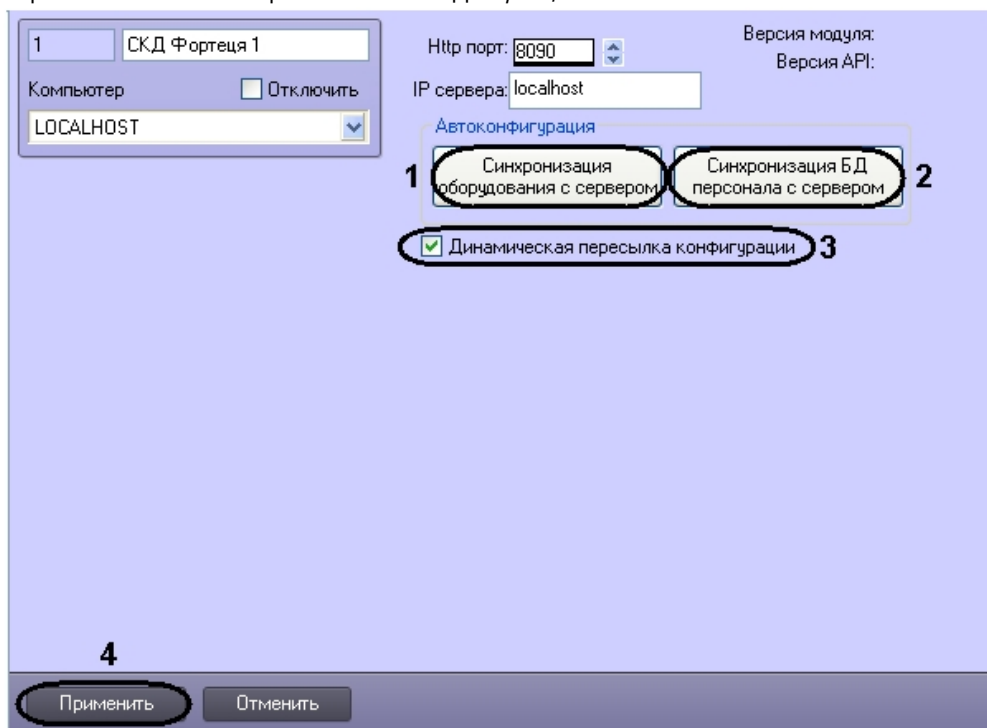 1
СКД Фортеця 1
Компьютер
Отключить
LOCALHOST
Http порт: 8090
Версия модуля:
Версия API:
IP сервера: localhost
Автоконфигурация
1
Синхронизация
оборудования с сервером
Синхронизация БД
персонала с сервером
2
Динамическая пересылка конфигурации
3
4
Применить
Отменить